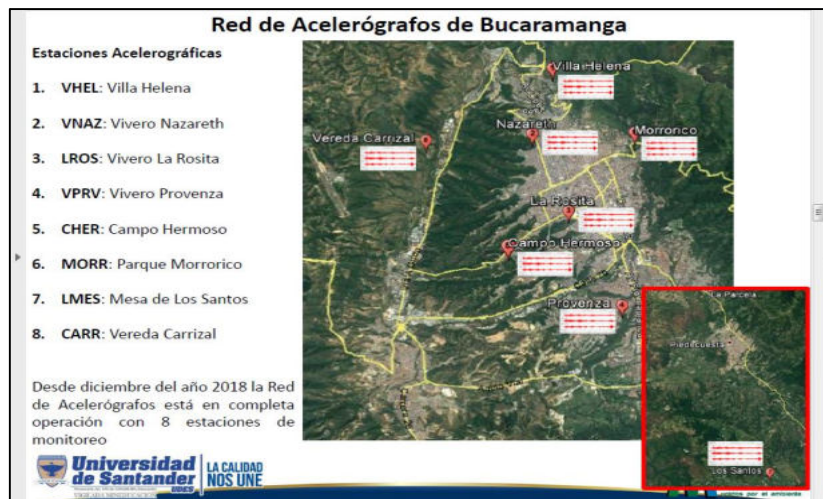 Red de Acelerógrafos de Bucaramanga
Estaciones Acelerográficas
1. VHEL: Villa Helena
2. VNAZ: Vivero Nazareth
3. LROS: Vivero La Rosita
4. VPRV: Vivero Provenza
5. CHER: Campo Hermoso
6. MORR: Parque Morrorico
7. LMES: Mesa de Los Santos
8. CARR: Vereda Carrizal
Desde diciembre del año 2018 la Red
de Acelerógrafos está en completa
operación con 8 estaciones de
monitoreo
Villa Helena
Nazareth
Morrorico
Vereda Carrizal
La Rosita
Campo Hermoso
Provenza
La Parcela
Piedecuesta
Los Santos
Universidad
de Santander
UDES
LA CALIDAD
NOS UNE